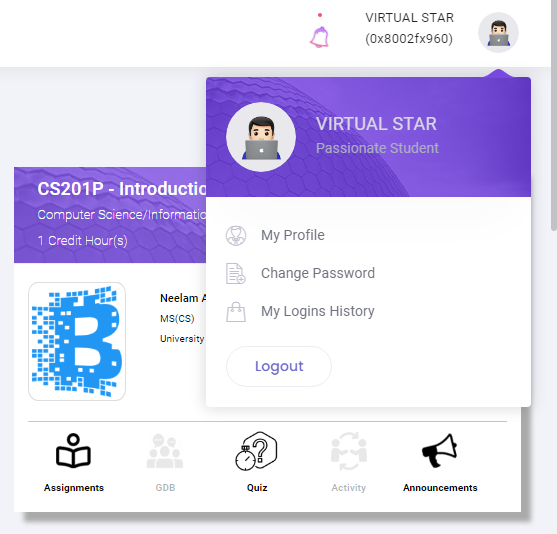 VIRTUAL STAR
(0x8002fx960)
VIRTUAL STAR
Passionate Student
My Profile
Change Password
My Logins History
Logout
CS201P - Introductio
Computer Science/Informatio
1 Credit Hour(s)
Neelam A
MS(CS)
University
Assignments
GDB
Quiz
Activity
Announcements